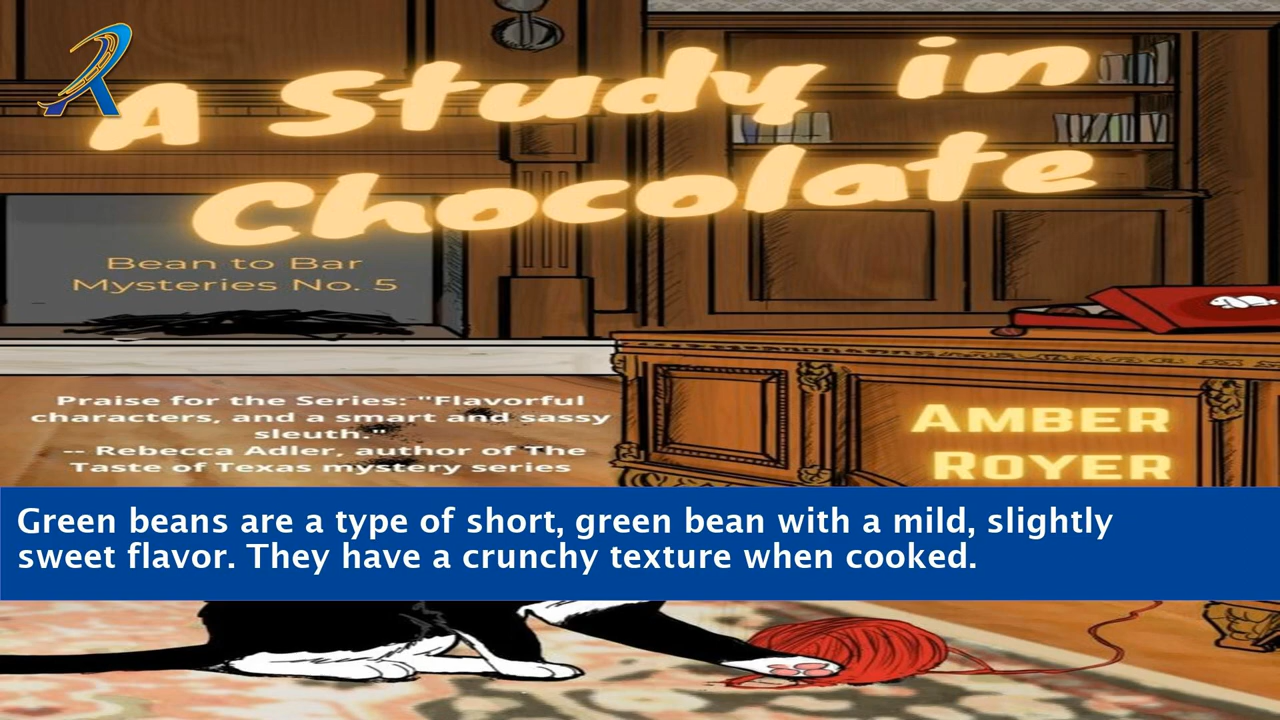 A Study in
Chocolate
Bean to Bar
Mysteries No. 5
Praise for the Series: "Flavorful
characters, and a smart and sassy
sleuth."
-- Rebecca Adler, author of The
Taste of Texas mystery series
AMBER
ROYER
Green beans are a type of short, green bean with a mild, slightly
sweet flavor. They have a crunchy texture when cooked.